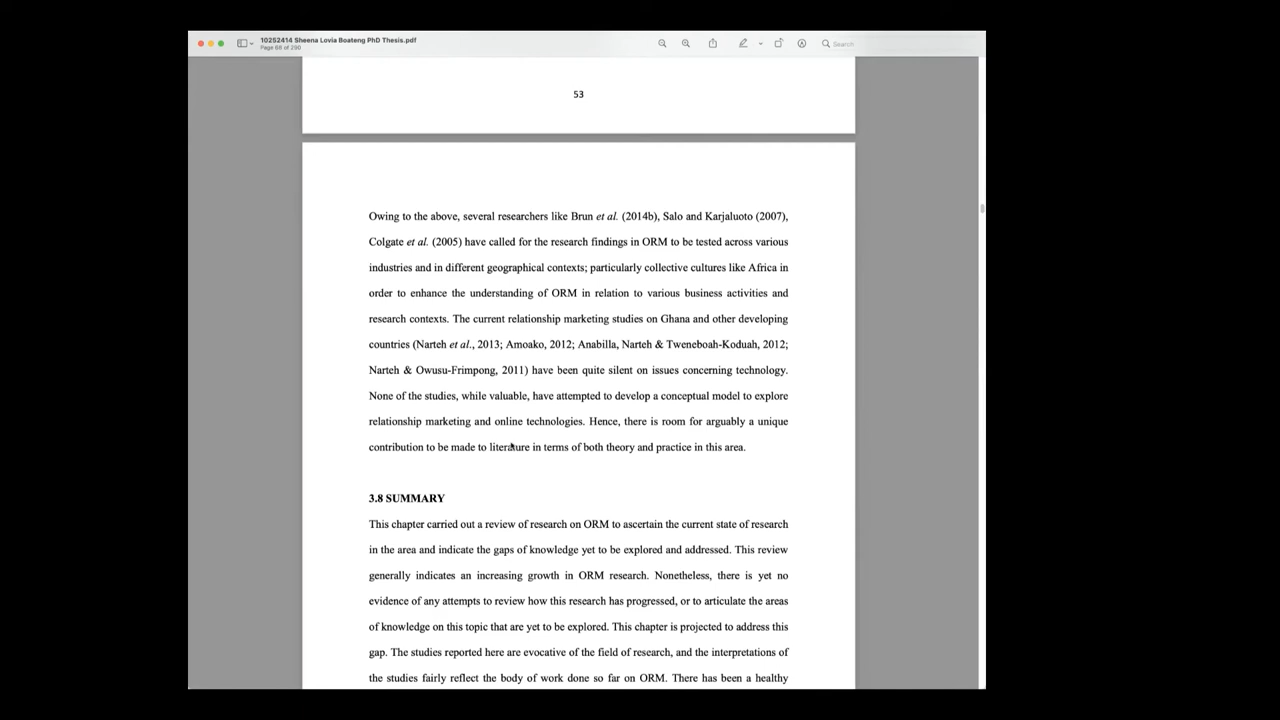 10252414 Sheena Lovia Boateng PhD Thesis.pdf
Page 68 of 290
Search
53
Owing to the above, several researchers like Brun et al. (2014b), Salo and Karjaluoto (2007),
Colgate et al. (2005) have called for the research findings in ORM to be tested across various
industries and in different geographical contexts; particularly collective cultures like Africa in
order to enhance the understanding of ORM in relation to various business activities and
research contexts. The current relationship marketing studies on Ghana and other developing
countries (Narteh et al., 2013; Amoako, 2012; Anabilla, Narteh & Tweneboah-Koduah, 2012;
Narteh & Owusu-Frimpong, 2011) have been quite silent on issues concerning technology.
None of the studies, while valuable, have attempted to develop a conceptual model to explore
relationship marketing and online technologies. Hence, there is room for arguably a unique
contribution to be made to literature in terms of both theory and practice in this area.
3.8 SUMMARY
This chapter carried out a review of research on ORM to ascertain the current state of research
in the area and indicate the gaps of knowledge yet to be explored and addressed. This review
generally indicates an increasing growth in ORM research. Nonetheless, there is yet no
evidence of any attempts to review how this research has progressed, or to articulate the areas
of knowledge on this topic that are yet to be explored. This chapter is projected to address this
gap. The studies reported here are evocative of the field of research, and the interpretations of
the studies fairly reflect the body of work done so far on ORM. There has been a healthy